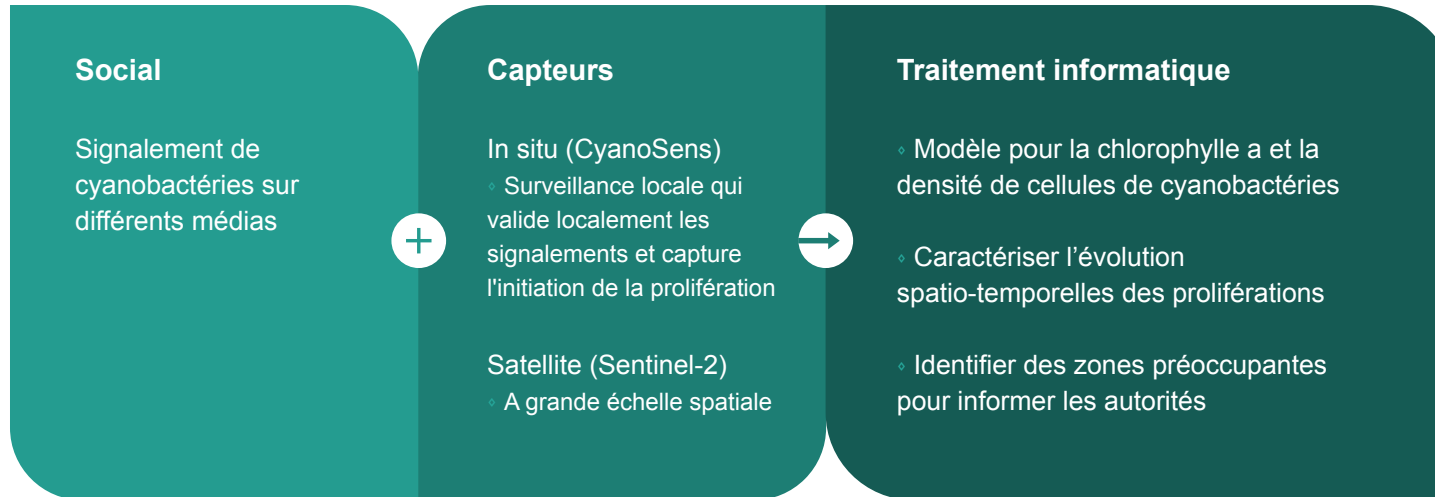 Social
Signalement de
cyanobactéries sur
différents médias
Capteurs
In situ (CyanoSens)
◊ Surveillance locale qui
valide localement les
signalements et capture
l'initiation de la prolifération
Satellite (Sentinel-2)
◊ A grande échelle spatiale
Traitement informatique
◊ Modèle pour la chlorophylle a et la
densité de cellules de cyanobactéries
◊ Caractériser l’évolution
spatio-temporelles des proliférations
◊ Identifier des zones préoccupantes
pour informer les autorités